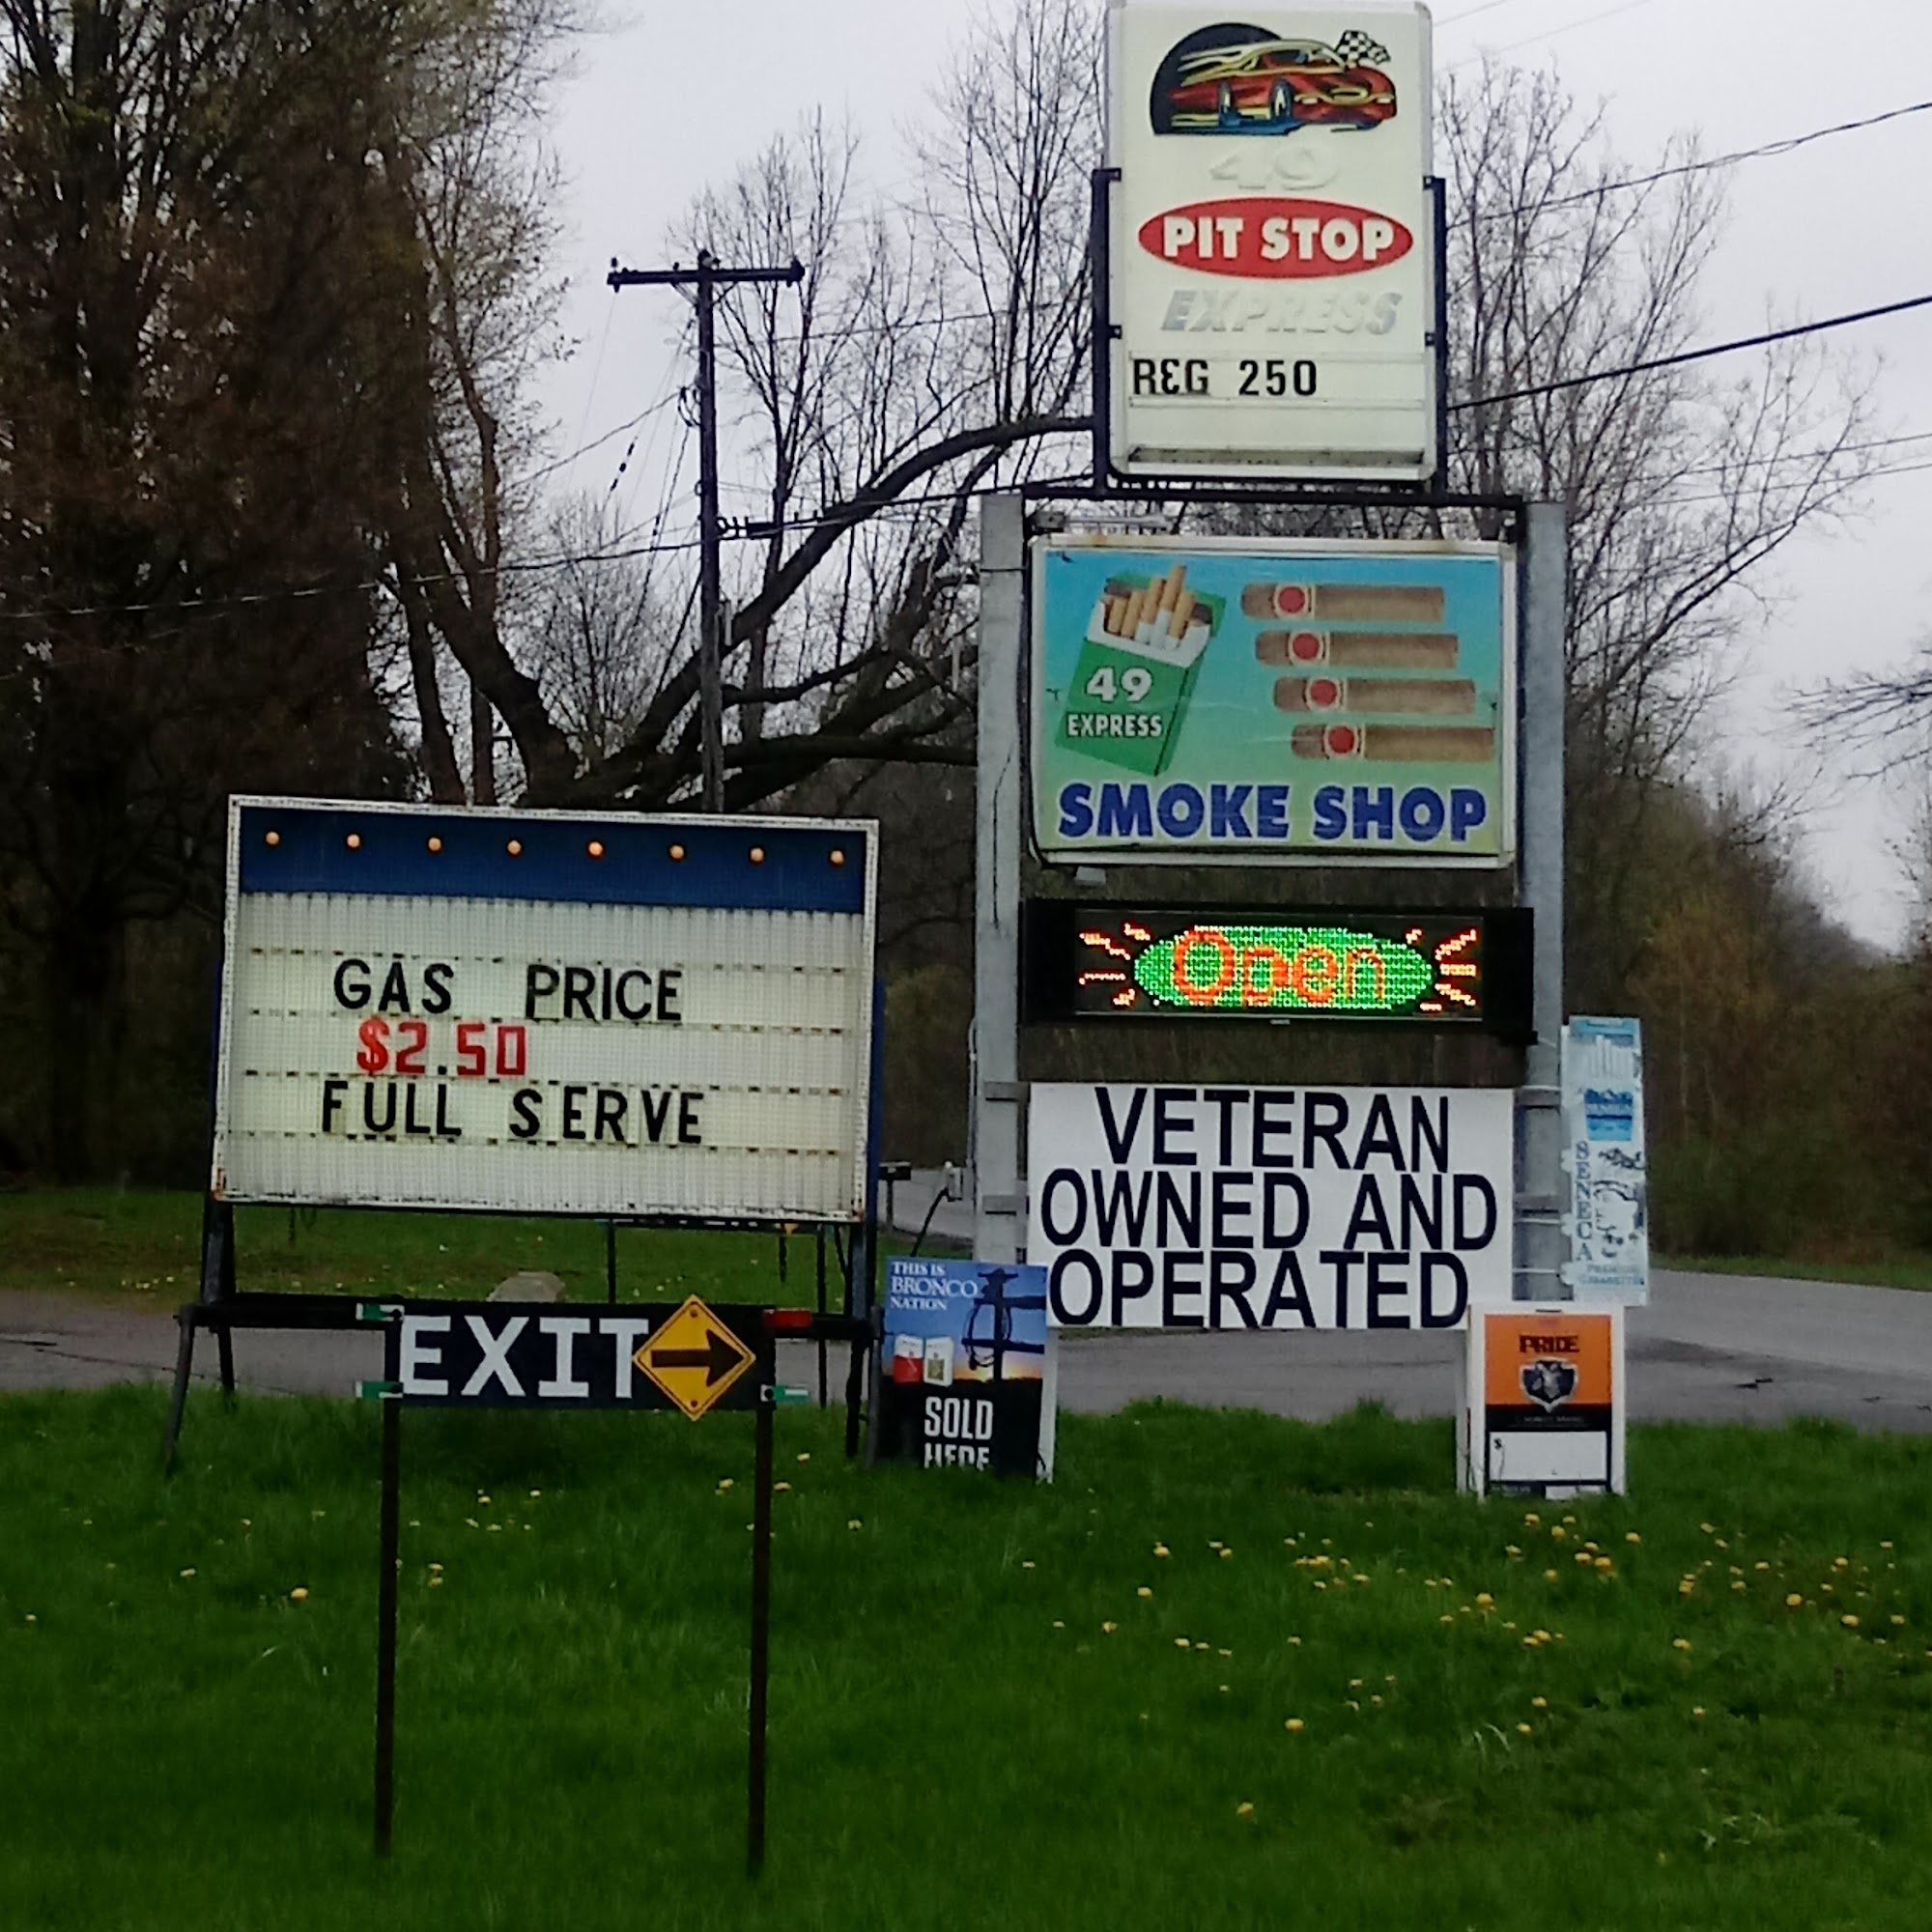 49
PIT STOP
EXPRESS
REG 250
49
EXPRESS
SMOKE SHOP
Open
GAS PRICE
$2.50
FULL SERVE
VETERAN
OWNED AND
OPERATED
SENECA
THIS IS
BRONCO
NATION
SOLD
HERE
EXIT
PRIDE
$